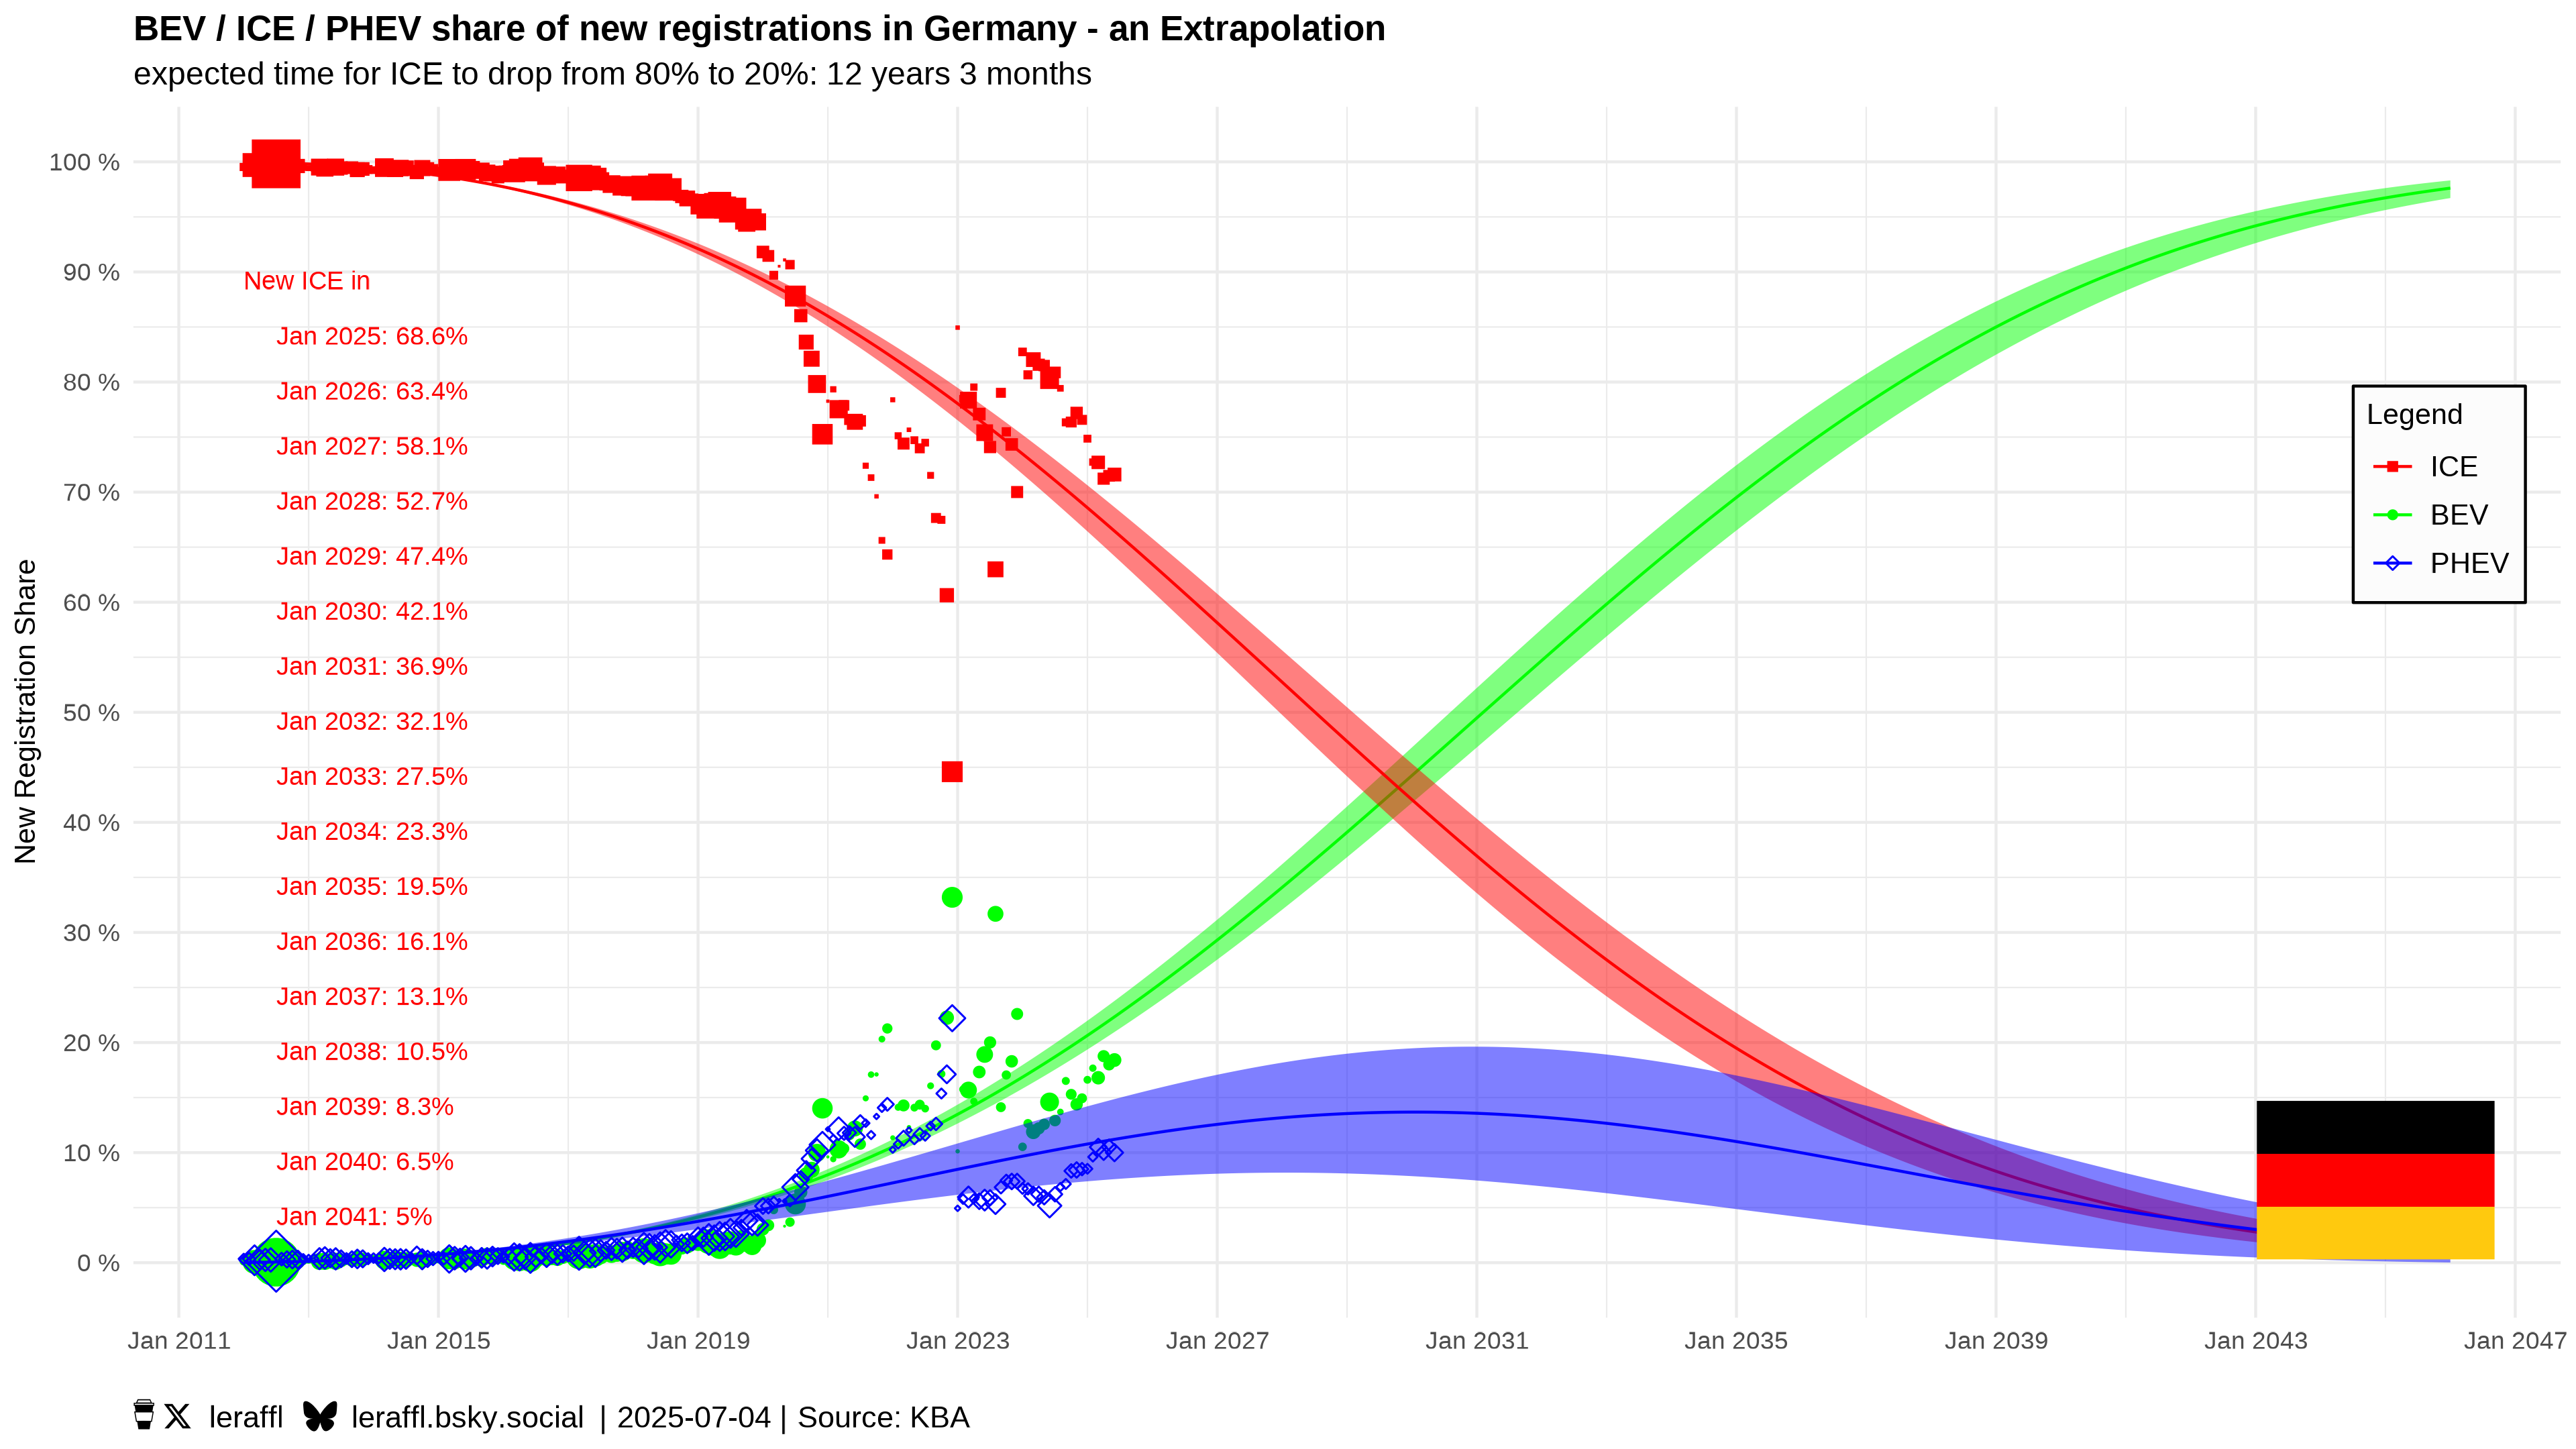 BEV / ICE / PHEV share of new registrations in Germany - an Extrapolation
expected time for ICE to drop from 80% to 20%: 12 years 3 months
New Registration Share
100 %
90 %
80 %
70 %
60 %
50 %
40 %
30 %
20 %
10 %
0 %
New ICE in
Jan 2025: 68.6%
Jan 2026: 63.4%
Jan 2027: 58.1%
Jan 2028: 52.7%
Jan 2029: 47.4%
Jan 2030: 42.1%
Jan 2031: 36.9%
Jan 2032: 32.1%
Jan 2033: 27.5%
Jan 2034: 23.3%
Jan 2035: 19.5%
Jan 2036: 16.1%
Jan 2037: 13.1%
Jan 2038: 10.5%
Jan 2039: 8.3%
Jan 2040: 6.5%
Jan 2041: 5%
Legend
ICE
BEV
PHEV
Jan 2011 Jan 2015 Jan 2019 Jan 2023 Jan 2027 Jan 2031 Jan 2035 Jan 2039 Jan 2043 Jan 2047
leraffl leraffl.bsky.social | 2025-07-04 | Source: KBA